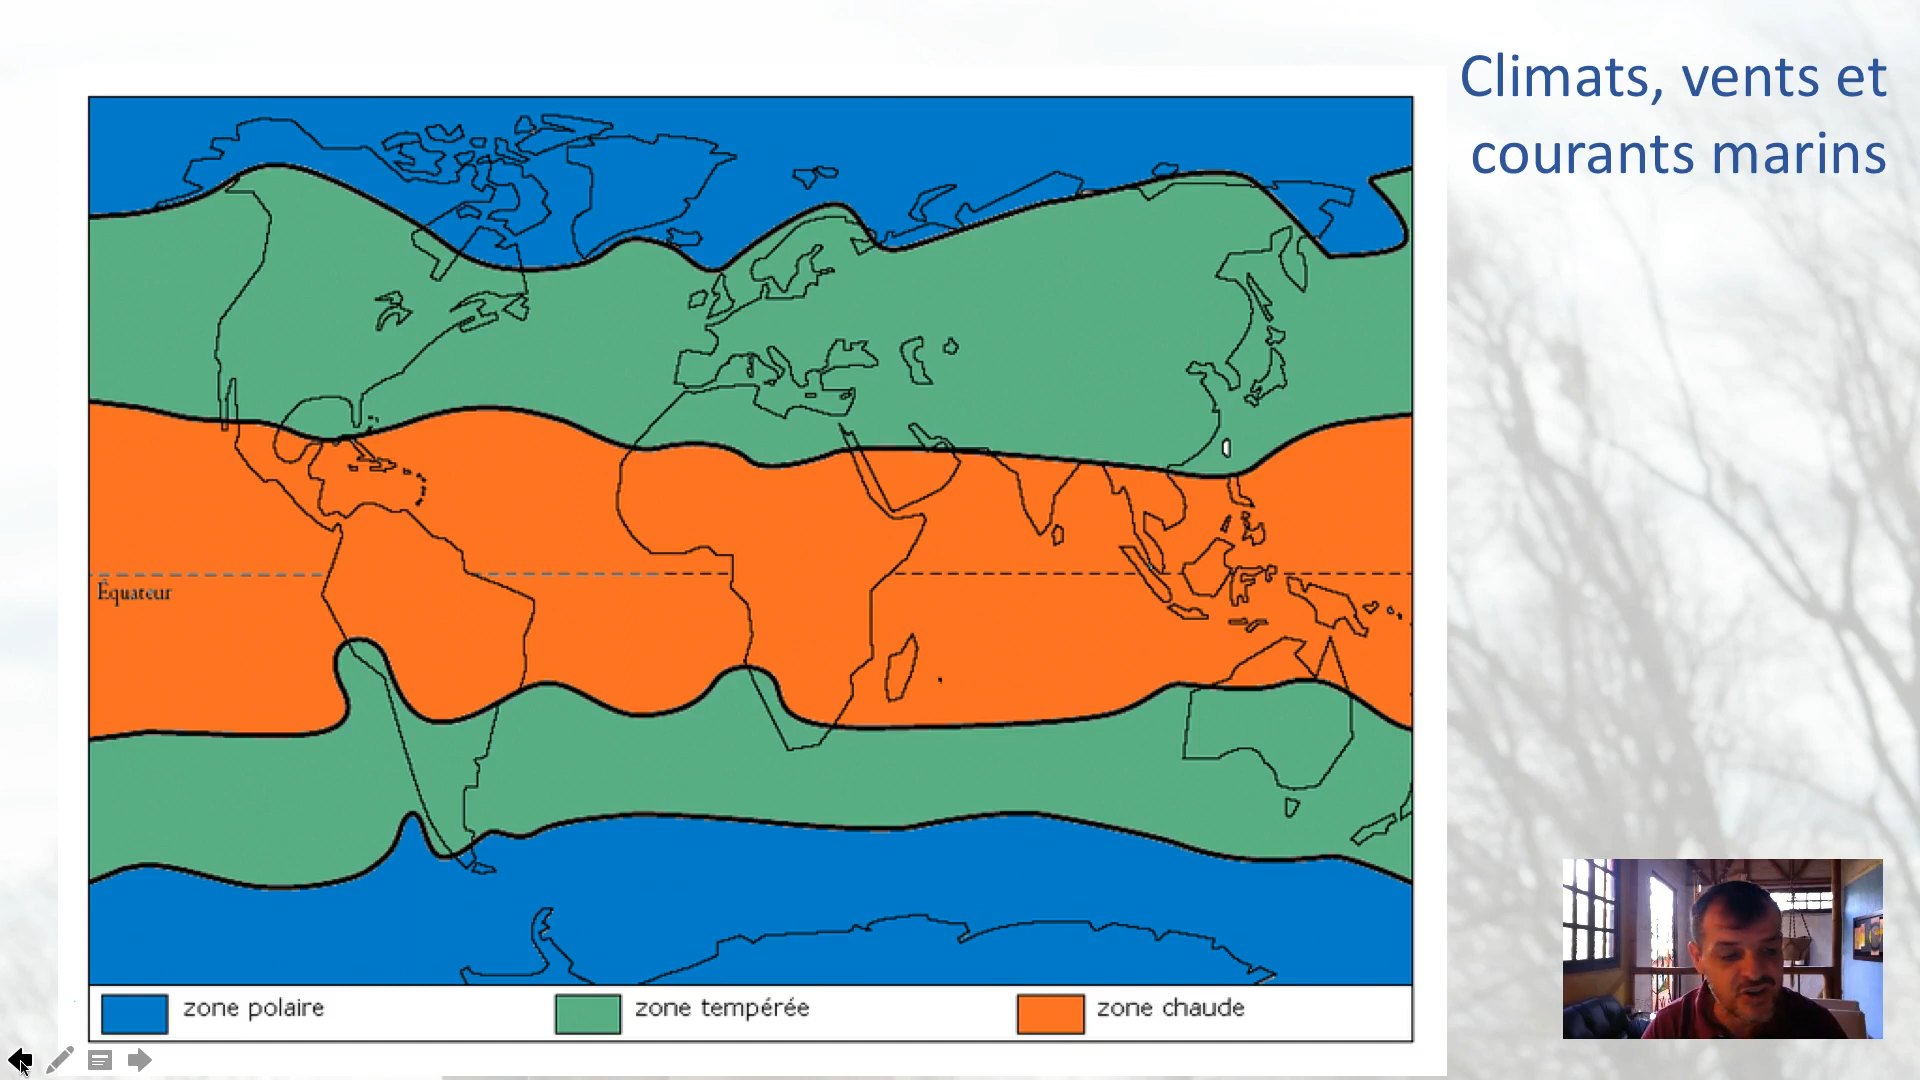 Climats, vents et
courants marins
Équateur
zone polaire
zone tempérée
zone chaude